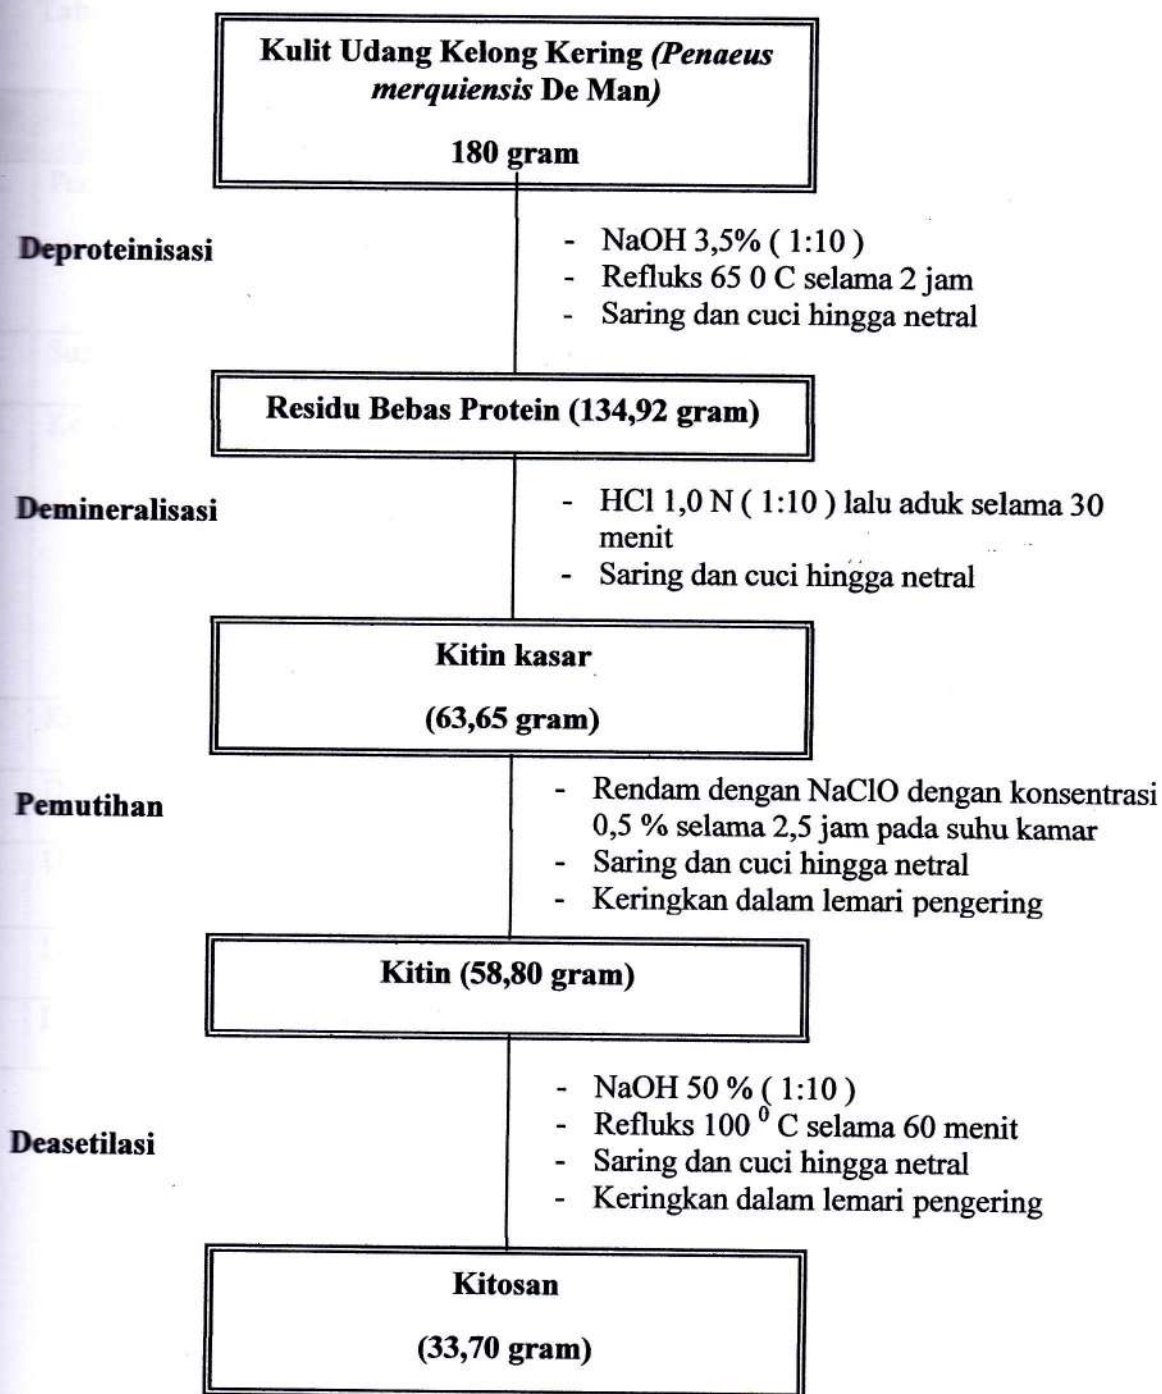 Kulit Udang Kelong Kering (Penaeus
merquiensis De Man)
180 gram
Deproteinisasi
- NaOH 3,5% ( 1:10 )
- Refluks 65 0 C selama 2 jam
- Saring dan cuci hingga netral
Residu Bebas Protein (134,92 gram)
Demineralisasi
- HCl 1,0 N ( 1:10 ) lalu aduk selama 30
menit
- Saring dan cuci hingga netral
Kitin kasar
(63,65 gram)
Pemutihan
- Rendam dengan NaClO dengan konsentrasi
0,5 % selama 2,5 jam pada suhu kamar
- Saring dan cuci hingga netral
- Keringkan dalam lemari pengering
Kitin (58,80 gram)
Deasetilasi
- NaOH 50 % ( 1:10 )
- Refluks 100 ⁰ C selama 60 menit
- Saring dan cuci hingga netral
- Keringkan dalam lemari pengering
Kitosan
(33,70 gram)